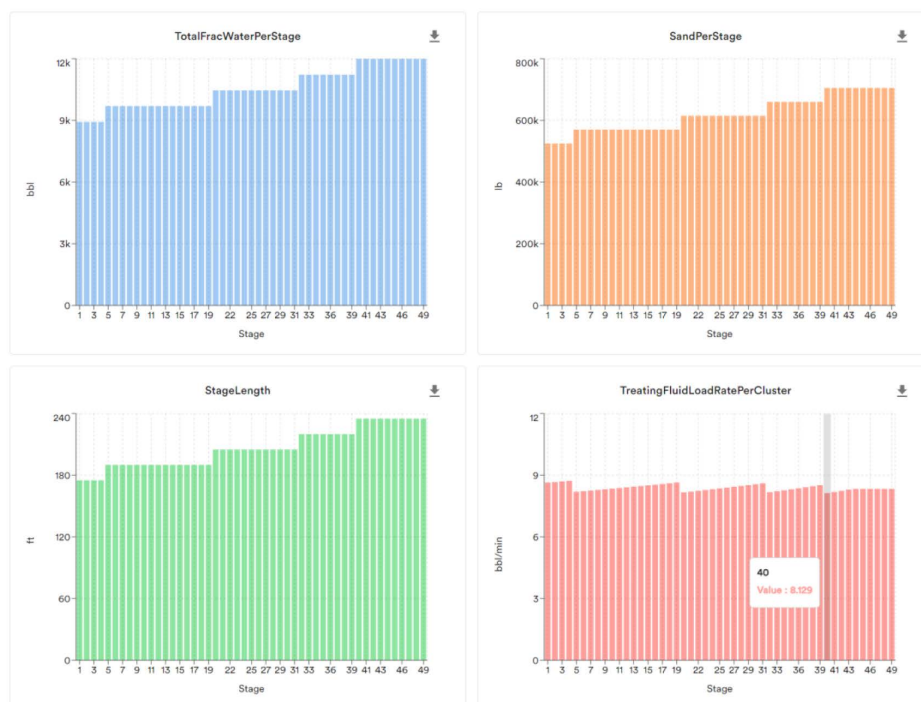 TotalFracWaterPerStage
12k
9k
6k
3k
0
bbl
1 3 5 7 9 11 13 15 17 19 22 25 27 29 31 33 36 39 41 43 46 49
Stage
SandPerStage
800k
600k
400k
200k
0
lb
1 3 5 7 9 11 13 15 17 19 22 25 27 29 31 33 36 39 41 43 46 49
Stage
StageLength
240
180
120
60
0
ft
1 3 5 7 9 11 13 15 17 19 22 25 27 29 31 33 36 39 41 43 46 49
Stage
TreatingFluidLoadRatePerCluster
12
9
6
3
0
bbl/min
40
Value : 8.129
1 3 5 7 9 11 13 15 17 19 22 25 27 29 31 33 36 39 41 43 46 49
Stage